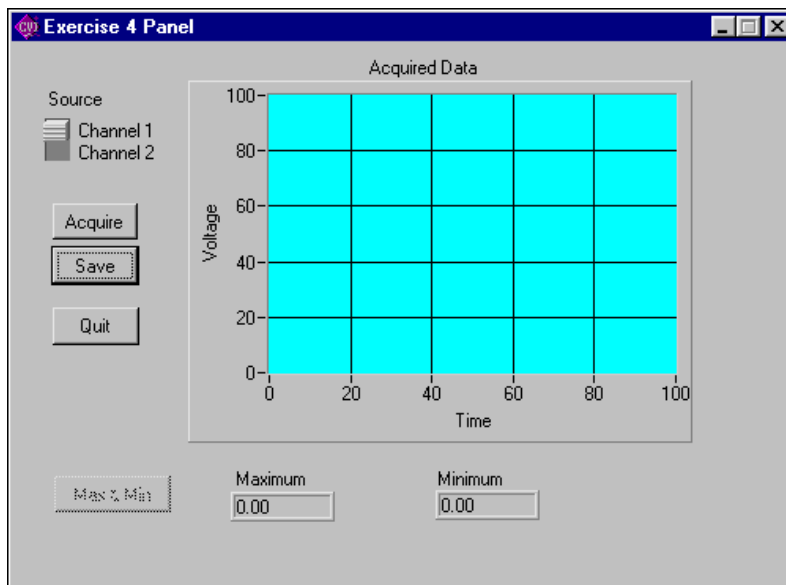 CVI Exercise 4 Panel
Acquired Data
Source
Channel 1
Channel 2
Acquire
Save
Quit
Voltage
100
80
60
40
20
0
0 20 40 60 80 100
Time
Max & Min
Maximum
0.00
Minimum
0.00